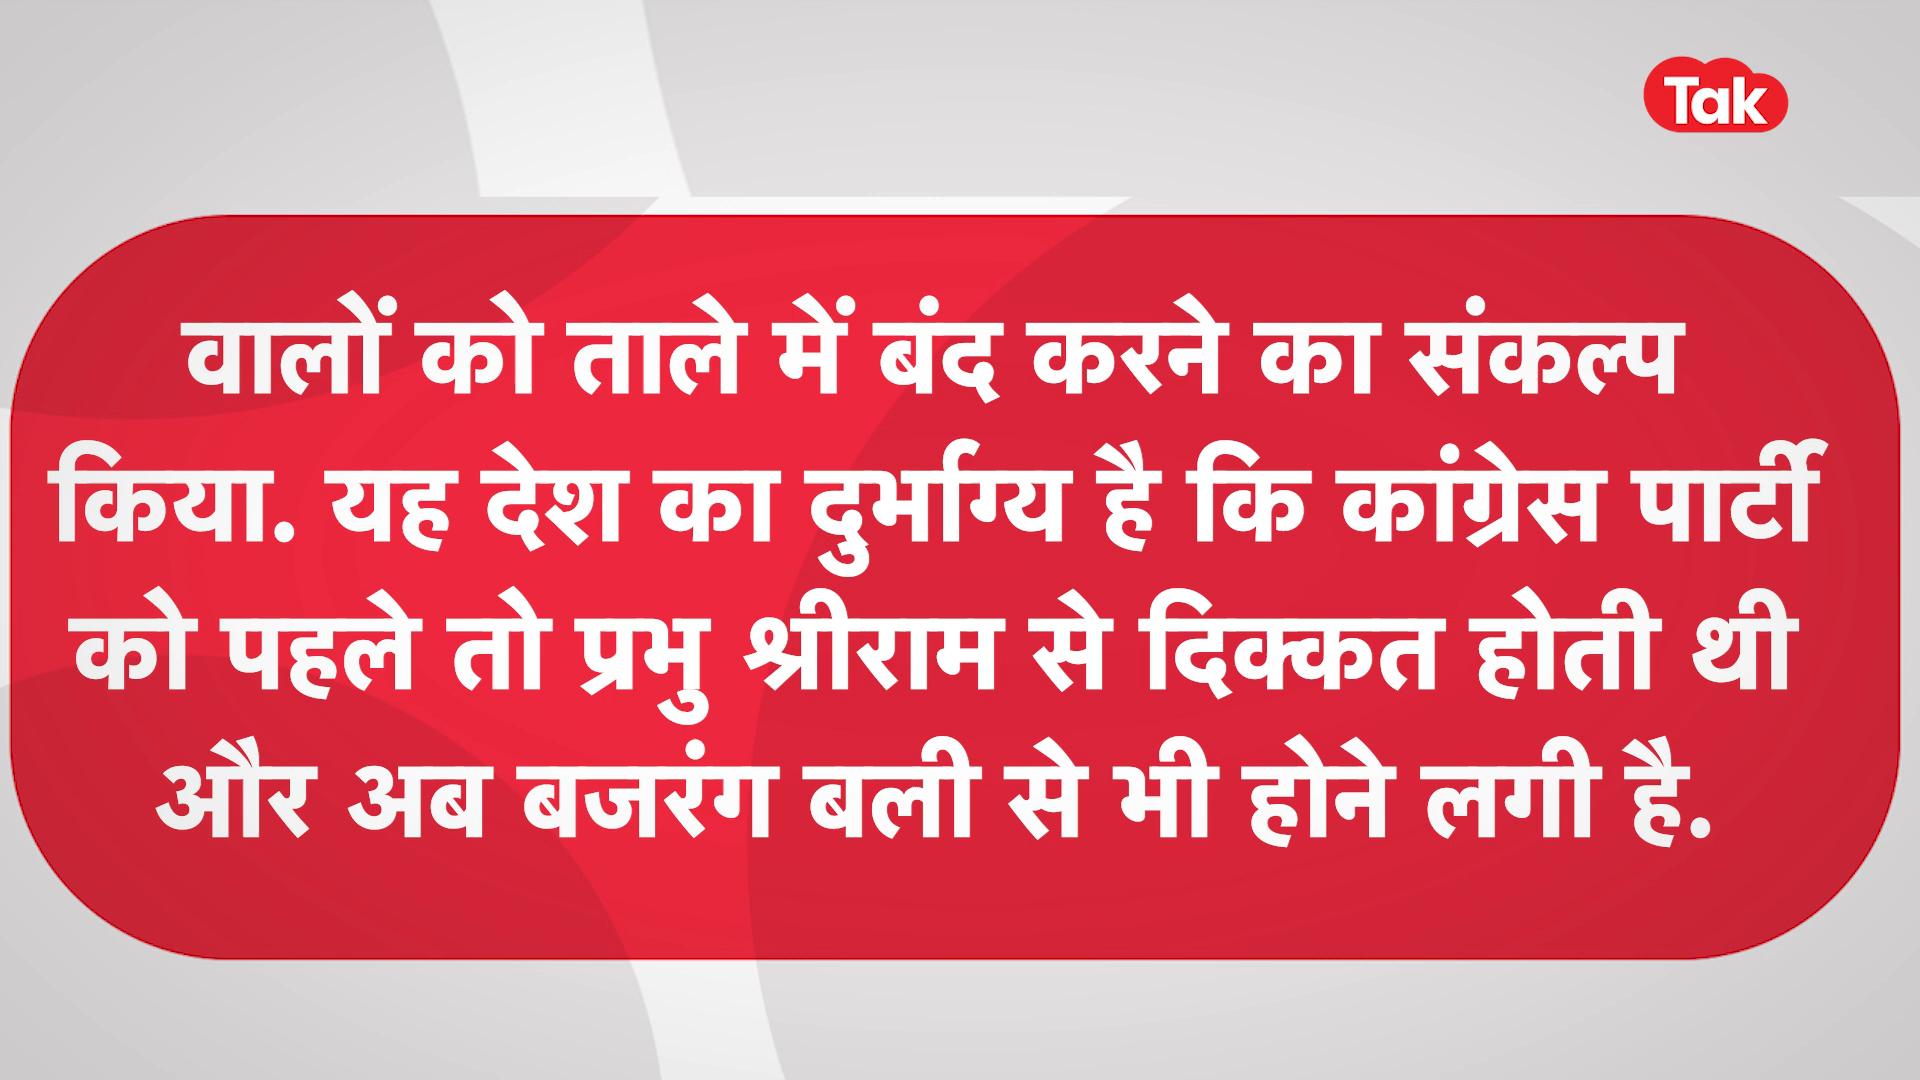 Tak
वालों को ताले में बंद करने का संकल्प
किया. यह देश का दुर्भाग्य है कि कांग्रेस पार्टी
को पहले तो प्रभु श्रीराम से दिक्कत होती थी
और अब बजरंग बली से भी होने लगी है.